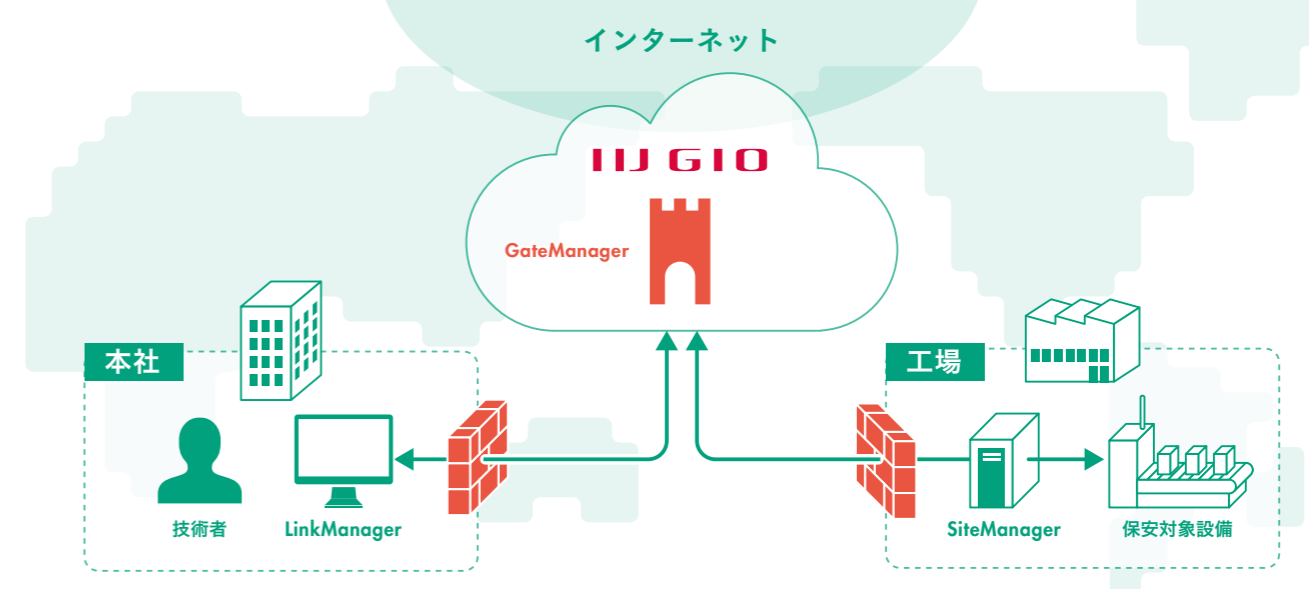 インターネット
IIJ GIO
GateManager
本社
工場
技術者
LinkManager
SiteManager
保安対象設備